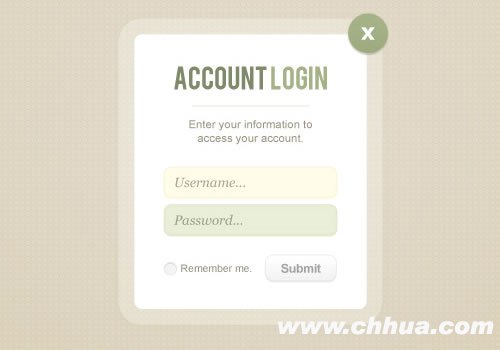 X
ACCOUNT LOGIN
Enter your information to
access your account.
Username...
Password...
Remember me.
Submit
www.chhua.com